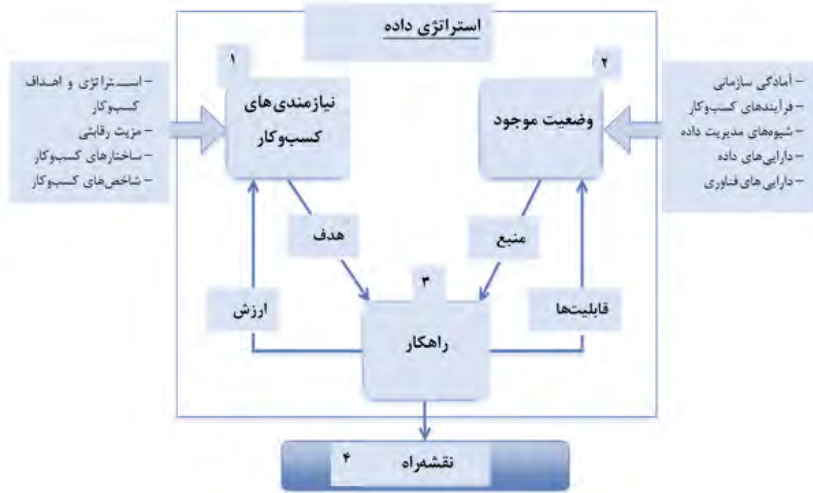 استراتژی داده
۱
نیازمندی‌های
کسب‌وکار
۲
وضعیت موجود
– آمادگی سازمانی
– فرآیندهای کسب‌وکار
– شیوه‌های مدیریت داده
– دارایی‌های داده
– دارایی‌های فناوری
– استراتژی و اهداف
کسب‌وکار
– مزیت رقابتی
– ساختارهای کسب‌وکار
– شاخص‌های کسب‌وکار
هدف
منبع
ارزش
قابلیت‌ها
۳
راهکار
نقشه‌راه ۴